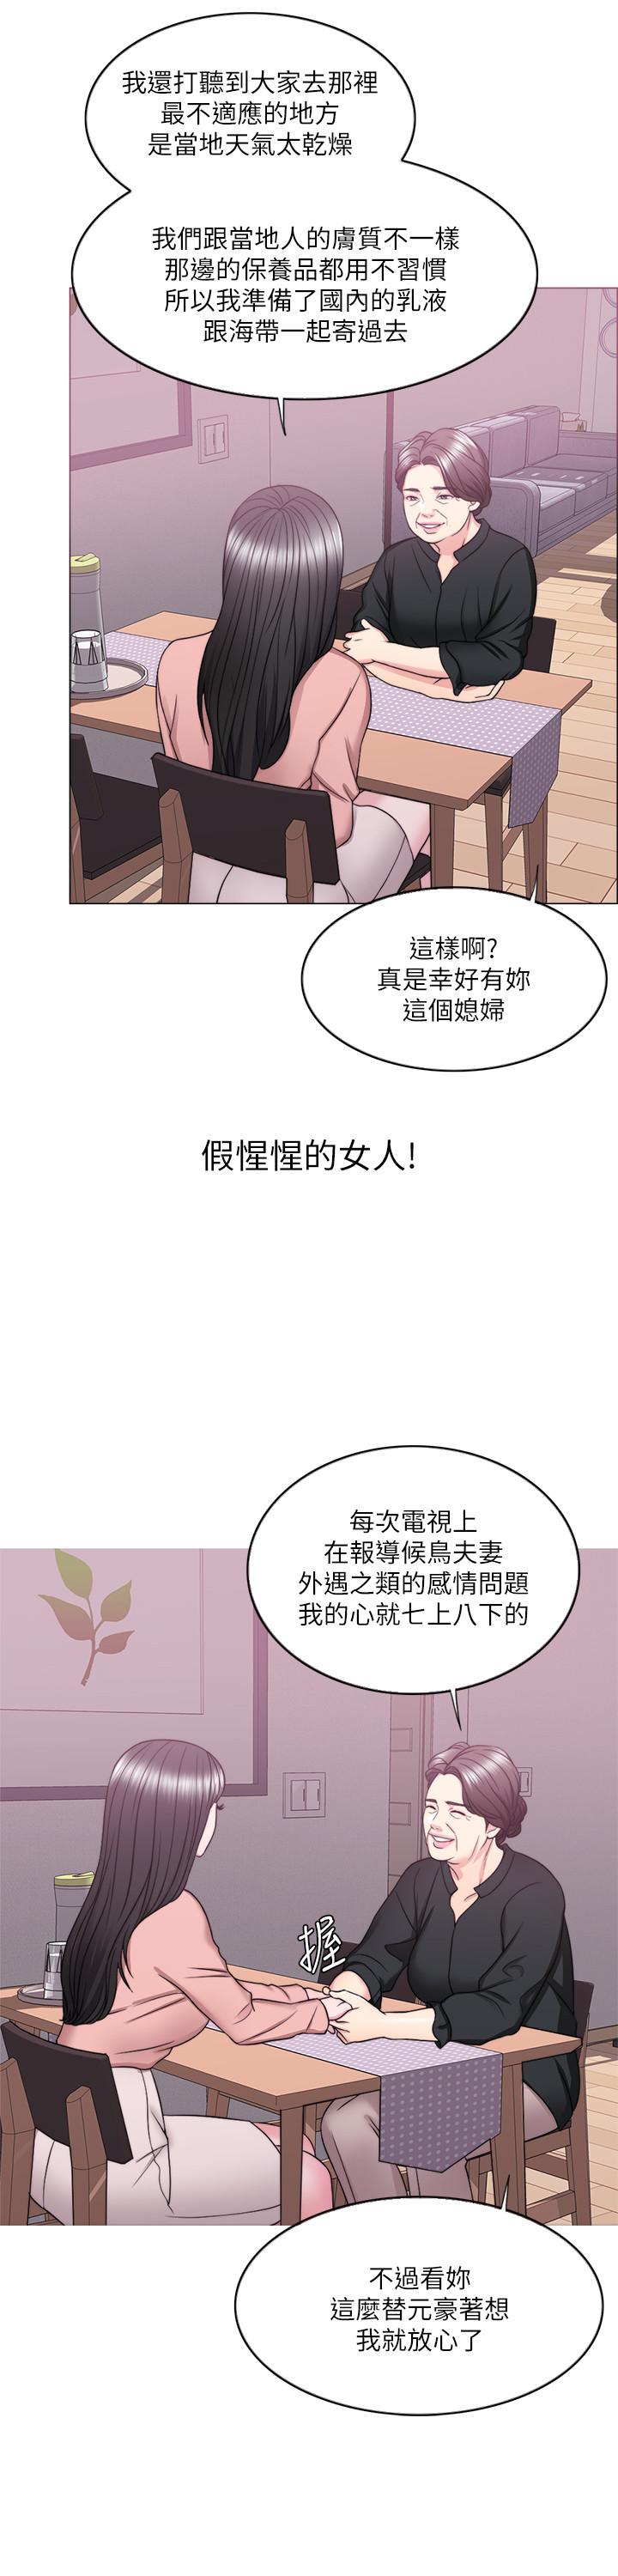 我還打聽到大家去那裡
最不適應的地方
是當地天氣太乾燥
我們跟當地人的膚質不一樣
那邊的保養品都用不習慣
所以我準備了國內的乳液
跟海帶一起寄過去
這樣啊?
真是幸好有妳
這個媳婦
假惺惺的女人!
每次電視上
在報導候鳥夫妻
外遇之類的感情問題
我的心就七上八下的
握
不過看妳
這麼替元豪著想
我就放心了